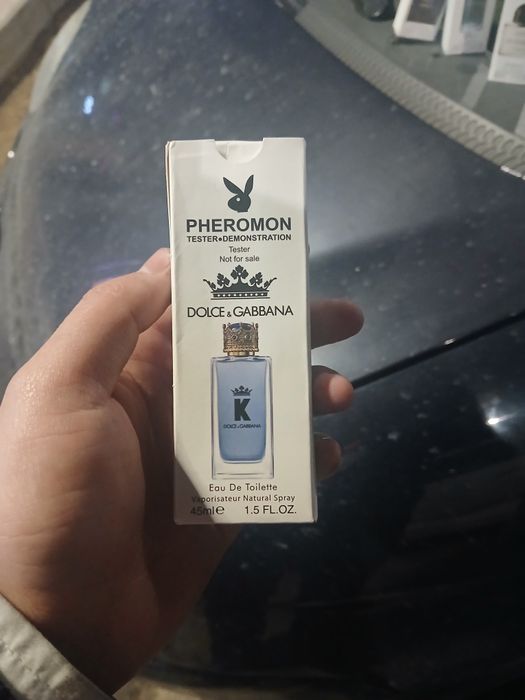 PHEROMON
TESTER●DEMONSTRATION
Tester
Not for sale
DOLCE & GABBANA
K
DOLCE & GABBANA
Eau De Toilette
Vaporisateur Natural Spray
45ml℮ 1.5 FL.OZ.